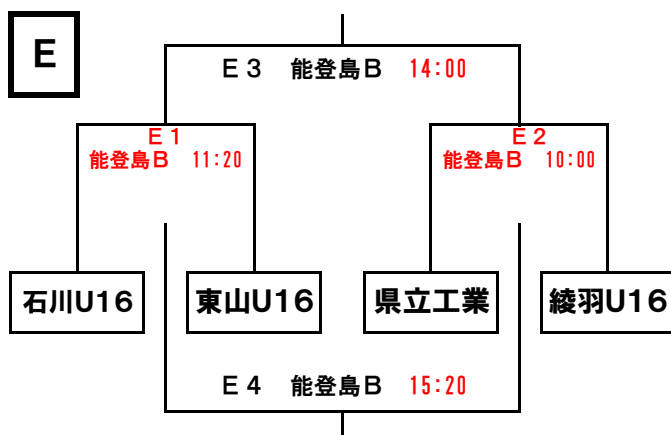 E
E3 能登島B 14:00
E1
能登島B 11:20
E2
能登島B 10:00
石川U16
東山U16
県立工業
綾羽U16
E4 能登島B 15:20